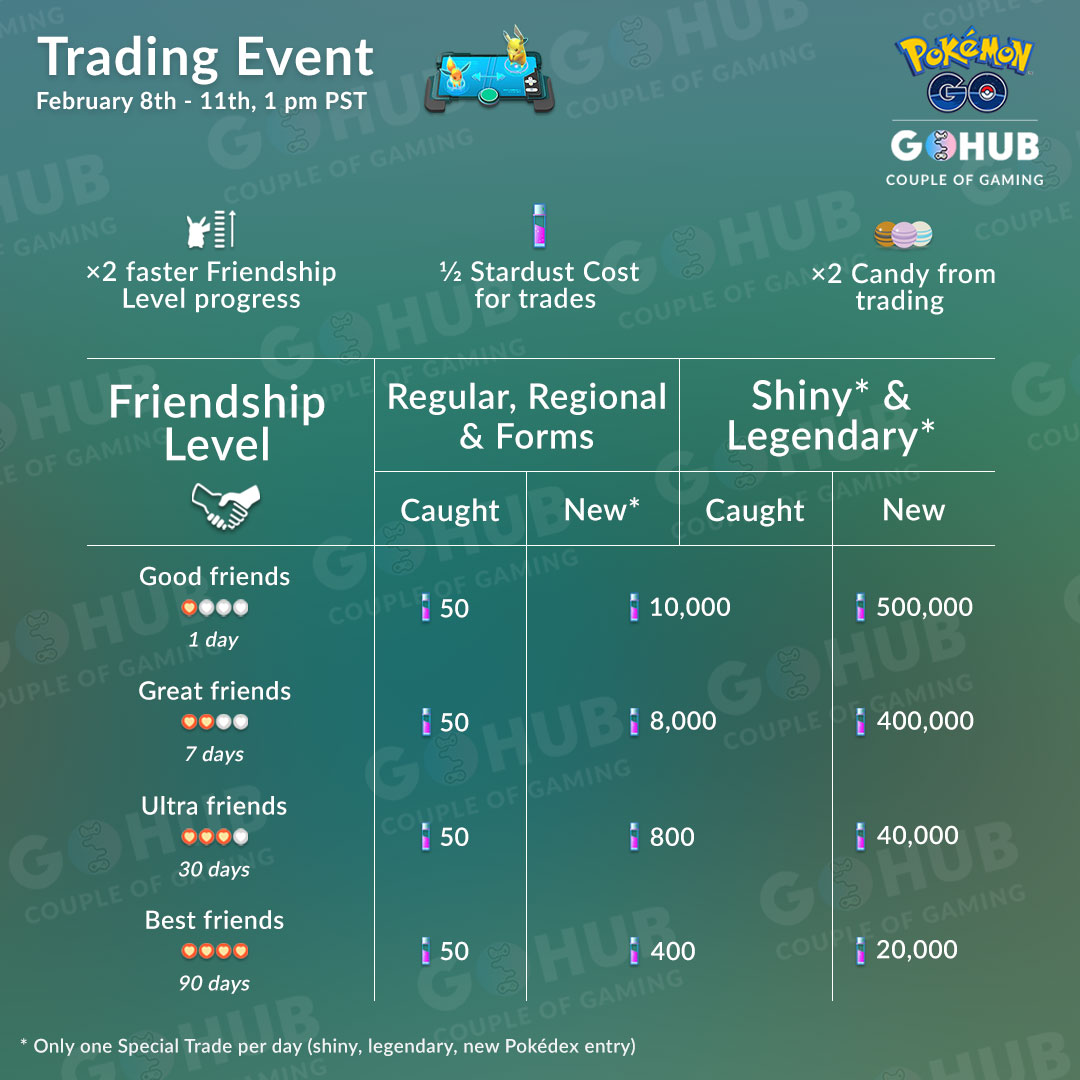 Trading Event
February 8th - 11th, 1 pm PST
POKéMON
GO
GOHUB
COUPLE OF GAMING
×2 faster Friendship
Level progress
½ Stardust Cost
for trades
×2 Candy from
trading
Friendship
Level
Regular, Regional
& Forms
Shiny* &
Legendary*
Caught New* Caught New
Good friends
1 day
50 10,000 500,000
Great friends
7 days
50 8,000 400,000
Ultra friends
30 days
50 800 40,000
Best friends
90 days
50 400 20,000
* Only one Special Trade per day (shiny, legendary, new Pokédex entry)